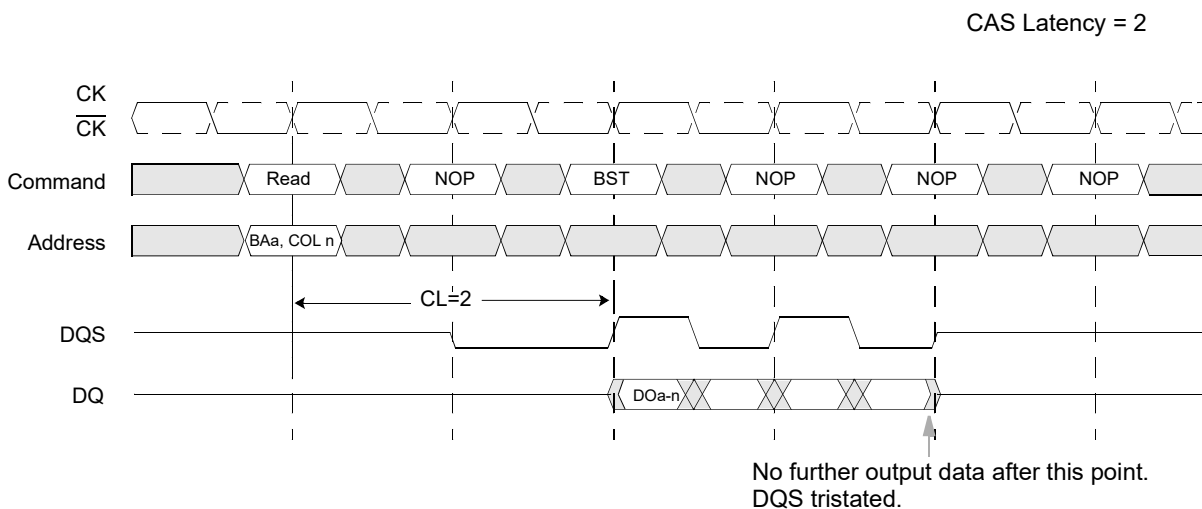 CAS Latency = 2
CK
CK
Command
Read
NOP
BST
NOP
NOP
NOP
Address
BAa, COL n
CL=2
DQS
DQ
DOa-n
No further output data after this point.
DQS tristated.